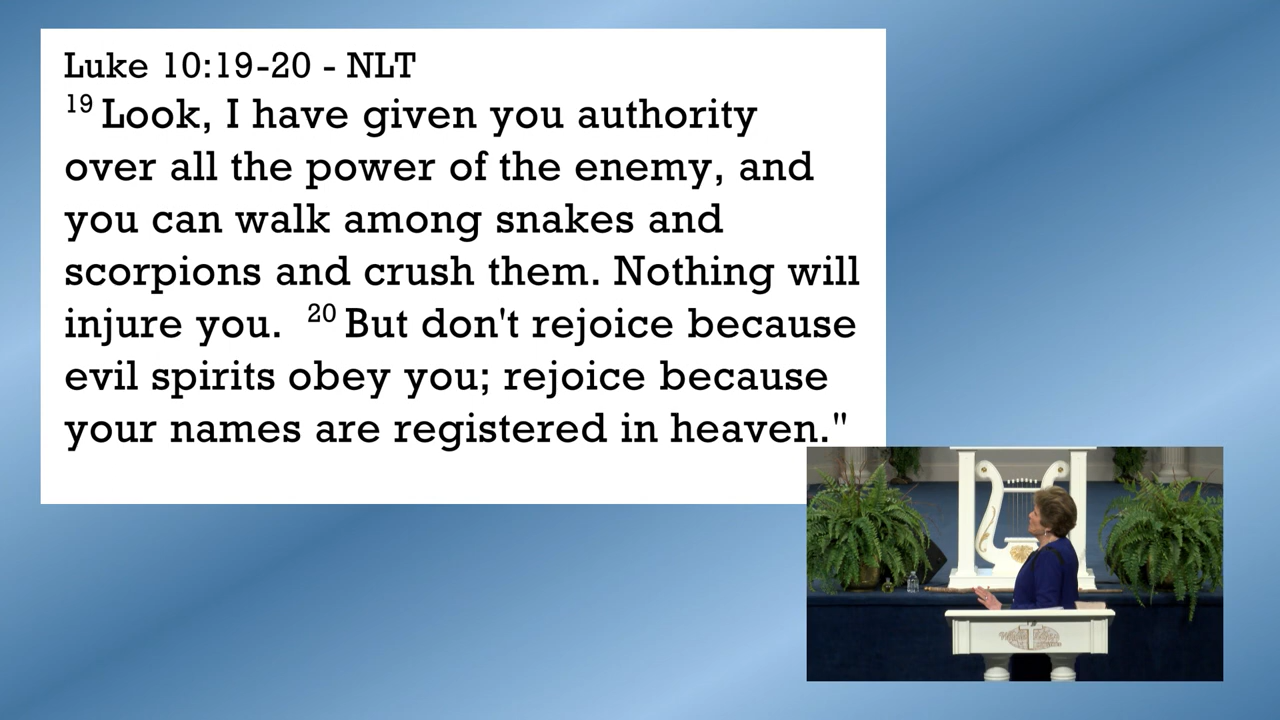 Luke 10:19-20 - NLT
19 Look, I have given you authority
over all the power of the enemy, and
you can walk among snakes and
scorpions and crush them. Nothing will
injure you. 20 But don't rejoice because
evil spirits obey you; rejoice because
your names are registered in heaven."